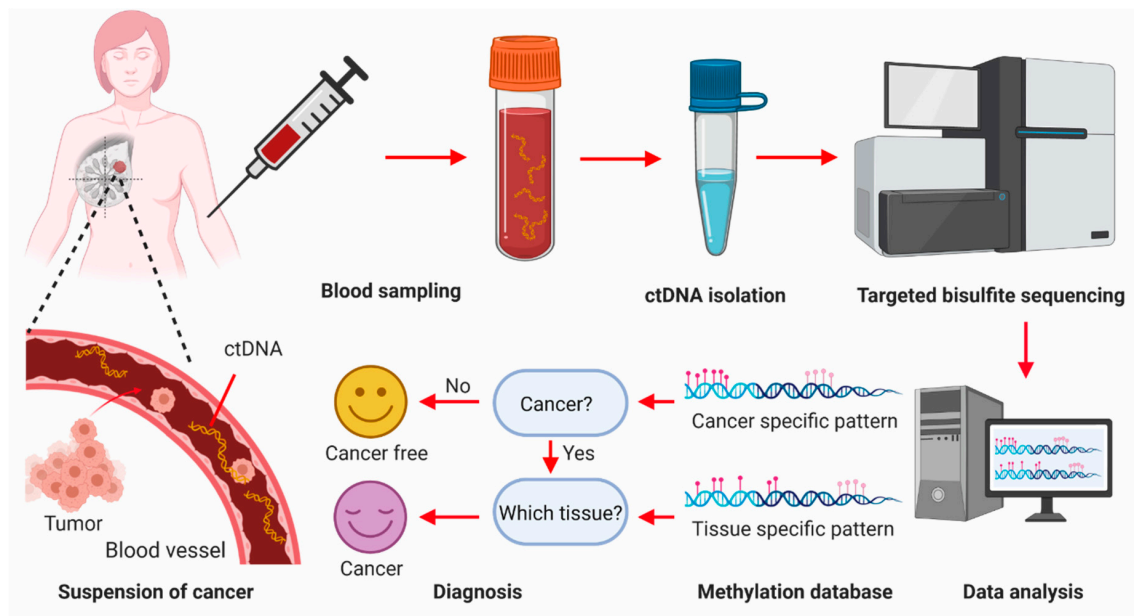 Blood sampling
ctDNA isolation
Targeted bisulfite sequencing
ctDNA
Tumor
Blood vessel
Suspension of cancer
No
Cancer?
Cancer free
Yes
Cancer specific pattern
Which tissue?
Tissue specific pattern
Cancer
Diagnosis
Methylation database
Data analysis